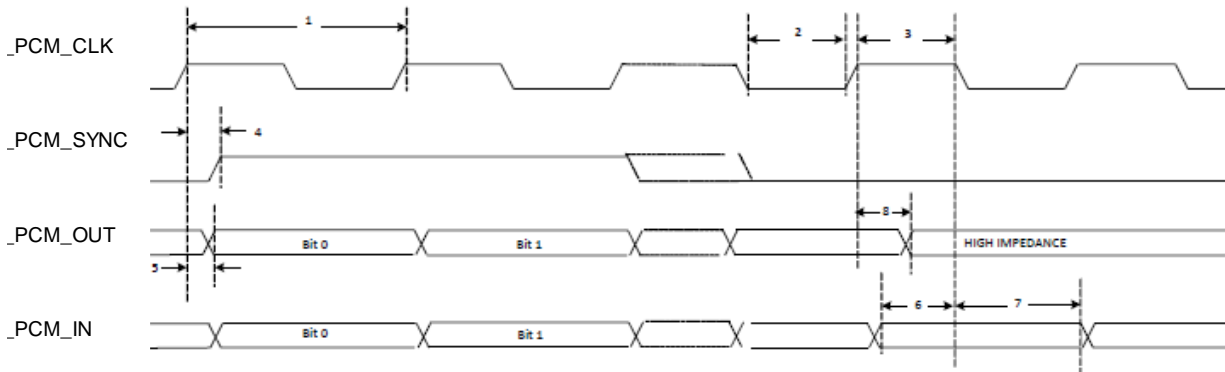 1
2
3
_PCM_CLK
4
_PCM_SYNC
8
_PCM_OUT
Bit 0
Bit 1
HIGH IMPEDANCE
5
6
7
_PCM_IN
Bit 0
Bit 1